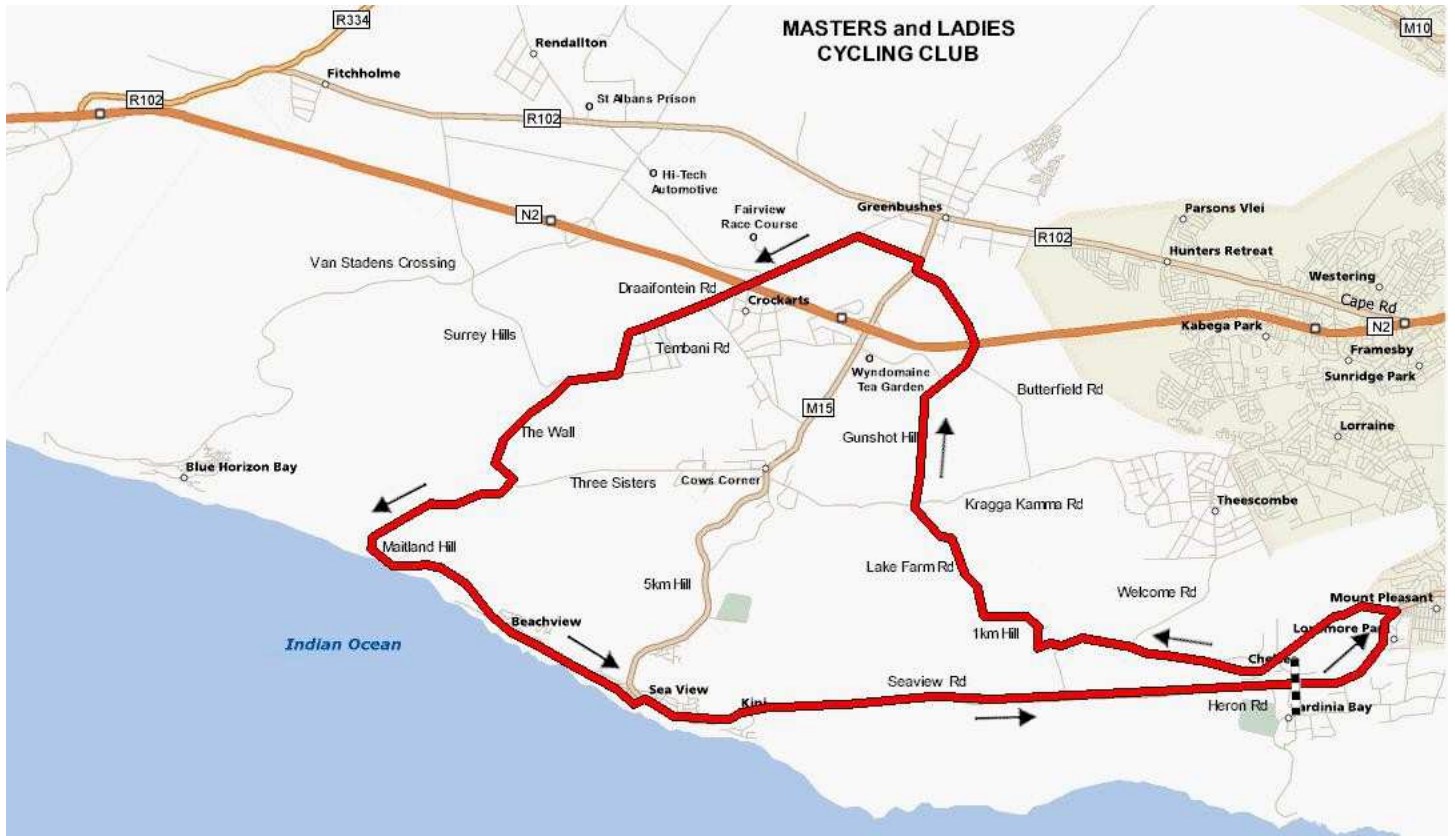 MASTERS and LADIES
CYCLING CLUB
R334
M10
Rendallton
Fitchholme
R102
St Albans Prison
R102
Hi-Tech
Automotive
N2
Fairview
Race Course
Greenbushes
R102
Parsons Vlei
Hunters Retreat
Van Stadens Crossing
Westering
Draaifontein Rd
Crockarts
Cape Rd
Kabega Park
N2
Surrey Hills
Tembani Rd
Framesby
Sunridge Park
Wyndomaine
Tea Garden
Butterfield Rd
M15
The Wall
Gunshot Hill
Lorraine
Blue Horizon Bay
Three Sisters
Cows Corner
Kragga Kamma Rd
Theescombe
Maitland Hill
5km Hill
Lake Farm Rd
Welcome Rd
Mount Pleasant
Beachview
1km Hill
Indian Ocean
Seaview Rd
Sea View
Heron Rd